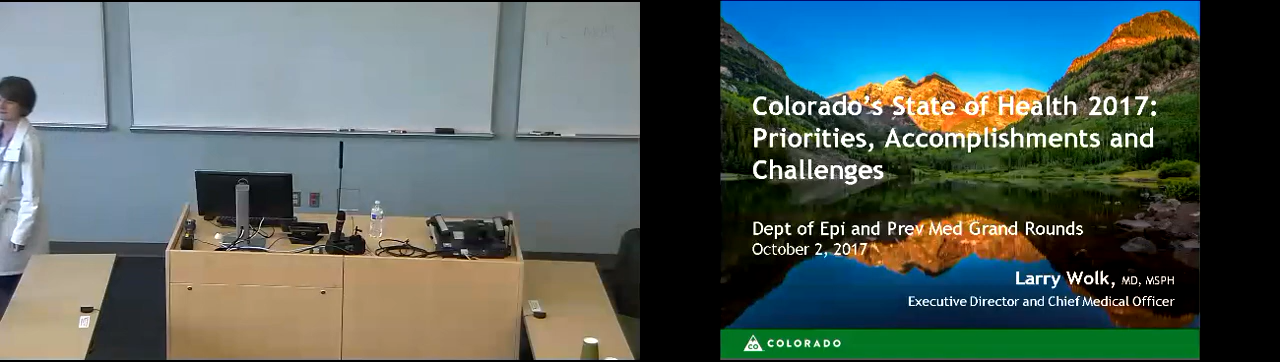 Colorado's State of Health 2017:
Priorities, Accomplishments and
Challenges
Dept of Epi and Prev Med Grand Rounds
October 2, 2017
Larry Wolk, MD, MSPH
Executive Director and Chief Medical Officer
CO COLORADO